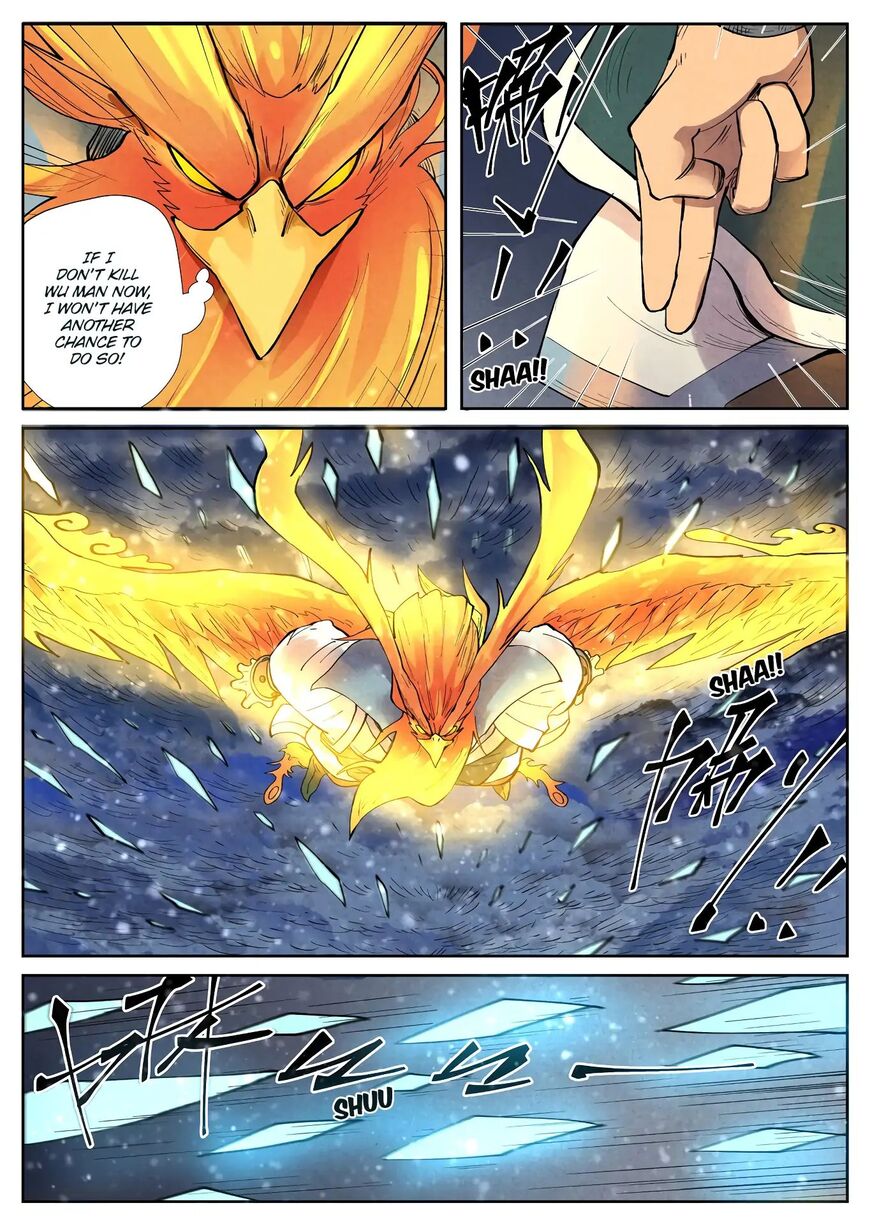 IF I
DON'T KILL
WU MAN NOW,
I WON'T HAVE
ANOTHER
CHANCE TO
DO SO!
SHAA!!
SHAA!!
SHUU